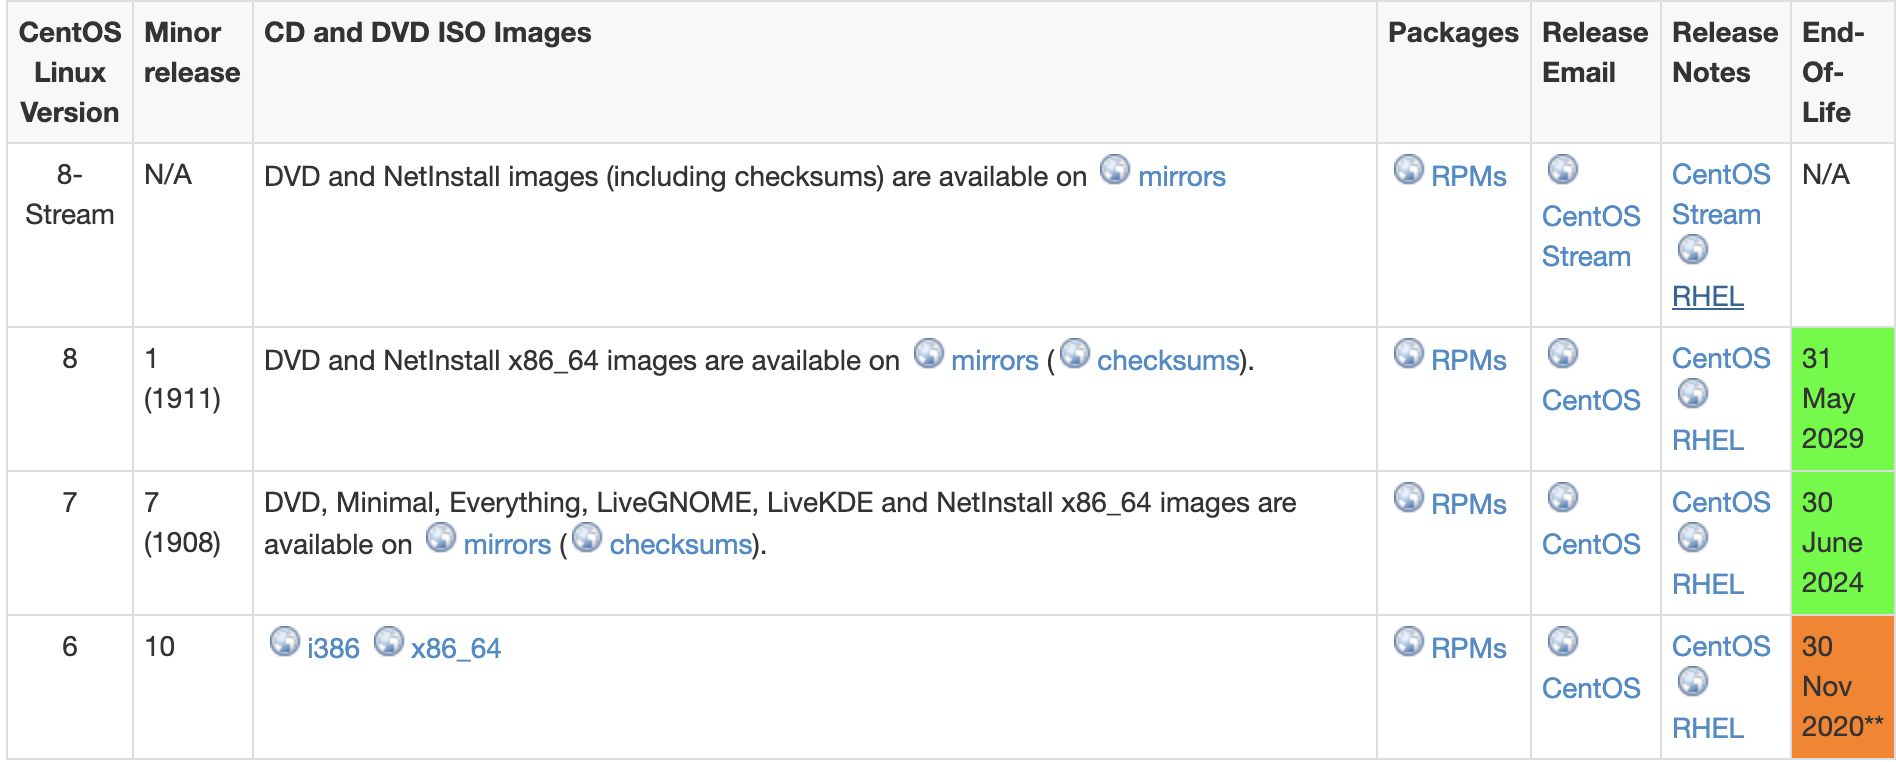 CentOS Linux Version
Minor release
CD and DVD ISO Images
Packages
Release Email
Release Notes
End-Of-Life
8-Stream
N/A
DVD and NetInstall images (including checksums) are available on mirrors
RPMs
CentOS Stream
CentOS Stream
RHEL
N/A
8
1 (1911)
DVD and NetInstall x86_64 images are available on mirrors ( checksums).
RPMs
CentOS
CentOS
RHEL
31 May 2029
7
7 (1908)
DVD, Minimal, Everything, LiveGNOME, LiveKDE and NetInstall x86_64 images are
available on mirrors ( checksums).
RPMs
CentOS
CentOS
RHEL
30 June 2024
6
10
i386 x86_64
RPMs
CentOS
CentOS
RHEL
30 Nov 2020**